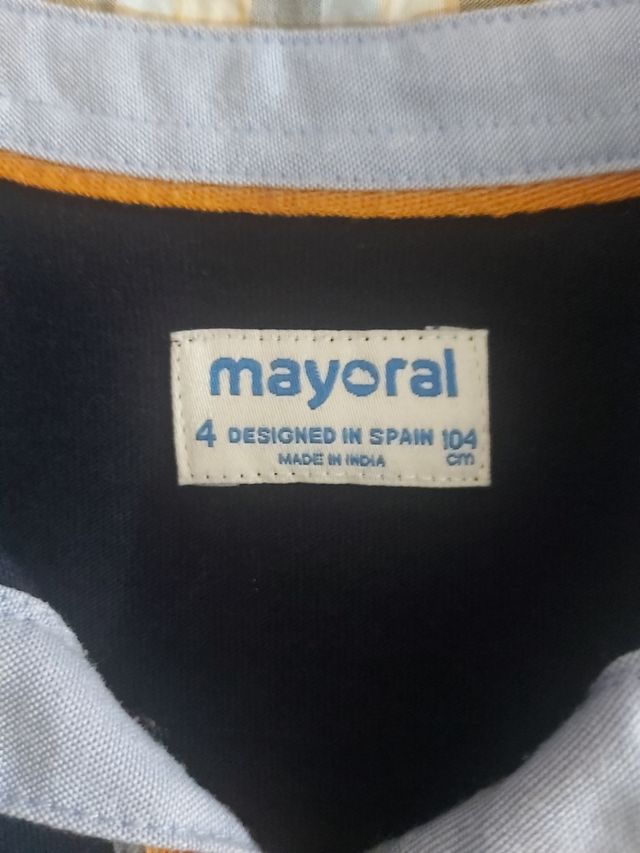 mayoral
4 DESIGNED IN SPAIN 104
MADE IN INDIA cm